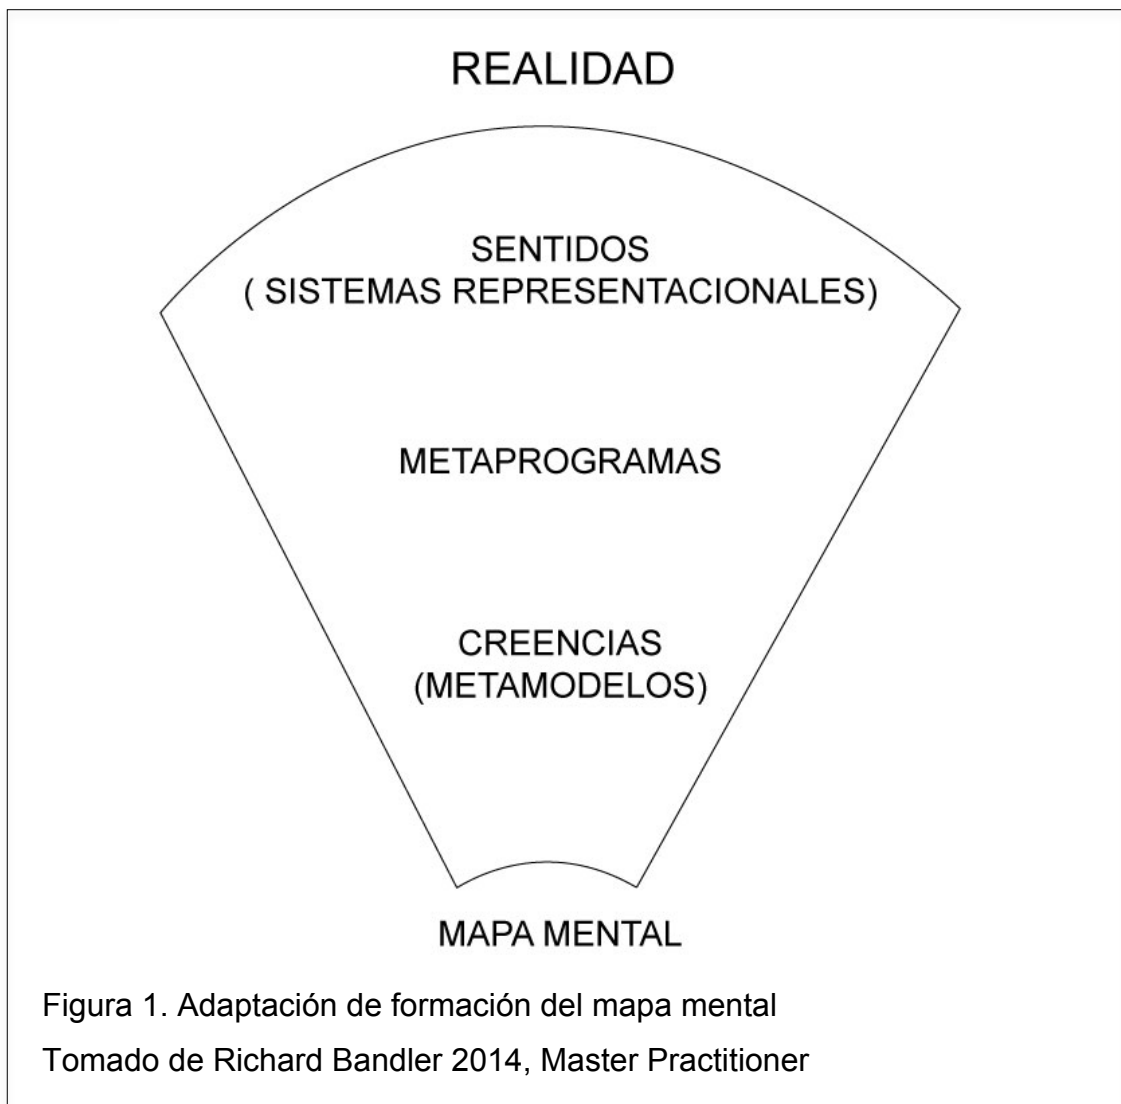 REALIDAD
SENTIDOS
( SISTEMAS REPRESENTACIONALES)
METAPROGRAMAS
CREENCIAS
(METAMODELOS)
MAPA MENTAL
Figura 1. Adaptación de formación del mapa mental
Tomado de Richard Bandler 2014, Master Practitioner